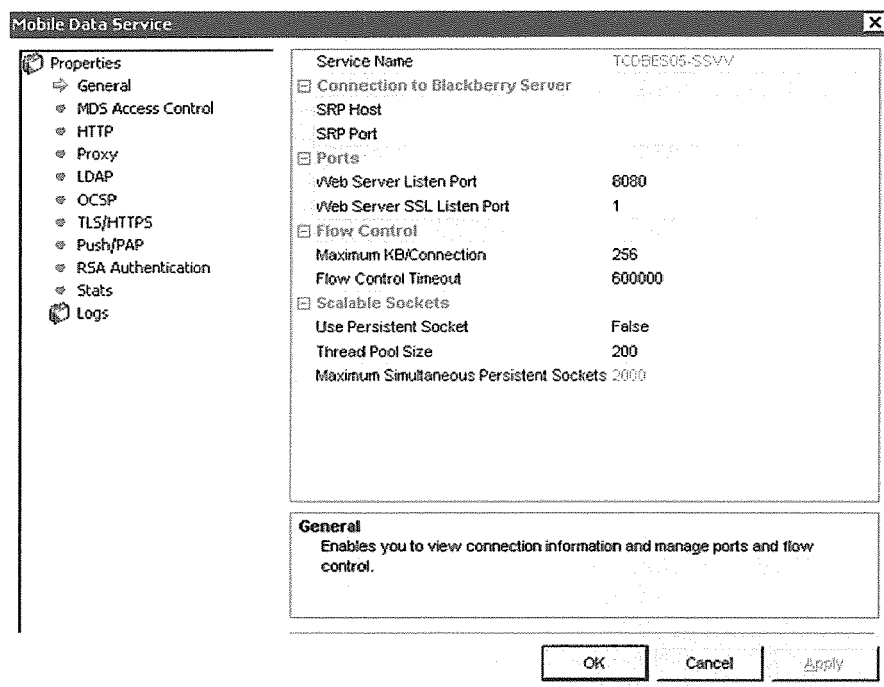 Mobile Data Service
Properties
General
MDS Access Control
HTTP
Proxy
LDAP
OCSP
TLS/HTTPS
Push/PAP
RSA Authentication
Stats
Logs
Service Name
Connection to Blackberry Server
SRP Host
SRP Port
Ports
Web Server Listen Port 8080
Web Server SSL Listen Port 1
Flow Control
Maximum KB/Connection 256
Flow Control Timeout 600000
Scalable Sockets
Use Persistent Socket False
Thread Pool Size 200
Maximum Simultaneous Persistent Sockets 2000
General
Enables you to view connection information and manage ports and flow
control.
OK Cancel Apply